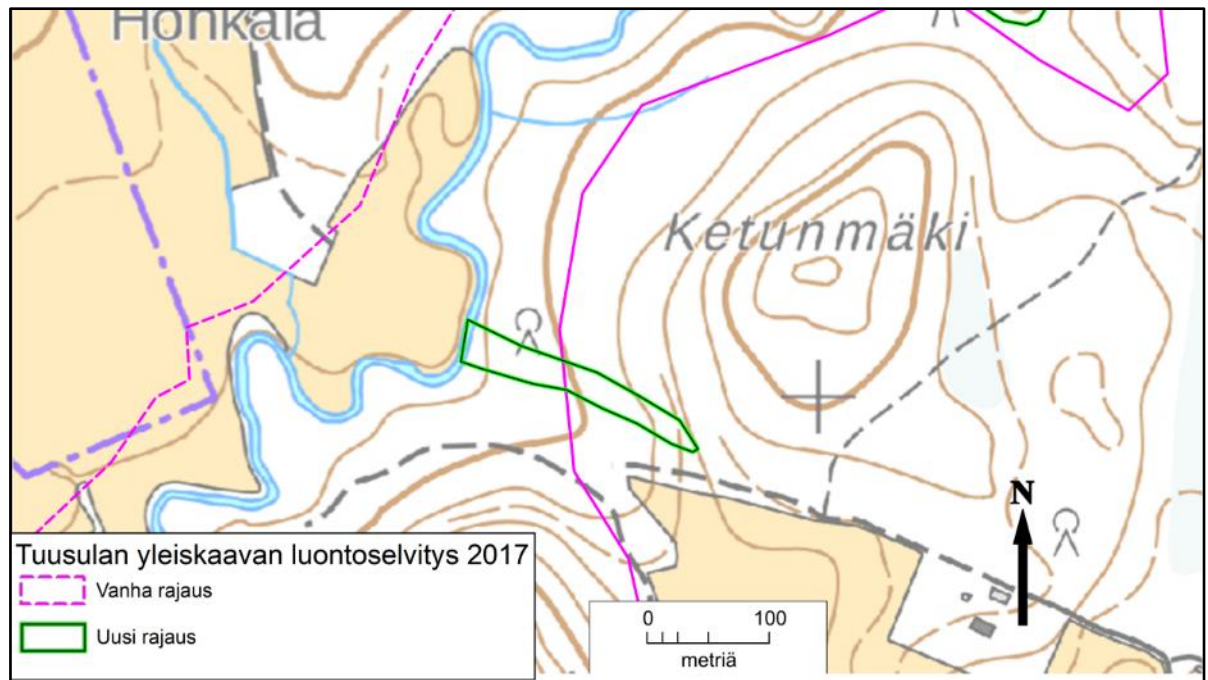 Honkala
Ketunmäki
N
Tuusulan yleiskaavan luontoselvitys 2017
Vanha rajaus
Uusi rajaus
0 100
metriä